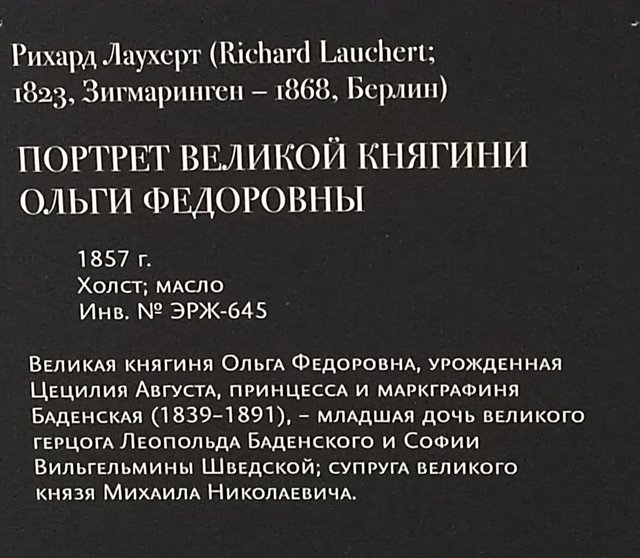 Рихард Лаухерт (Richard Lauchert;
1823, Зигмаринген – 1868, Берлин)
ПОРТРЕТ ВЕЛИКОЙ КНЯГИНИ
ОЛЬГИ ФЕДОРОВНЫ
1857 г.
Холст; масло
Инв. № ЭРЖ-645
Великая княгиня Ольга Федоровна, урожденная
Цецилия Августа, принцесса и маркграфиня
Баденская (1839–1891), – младшая дочь великого
герцога Леопольда Баденского и Софии
Вильгельмины Шведской; супруга великого
князя Михаила Николаевича.